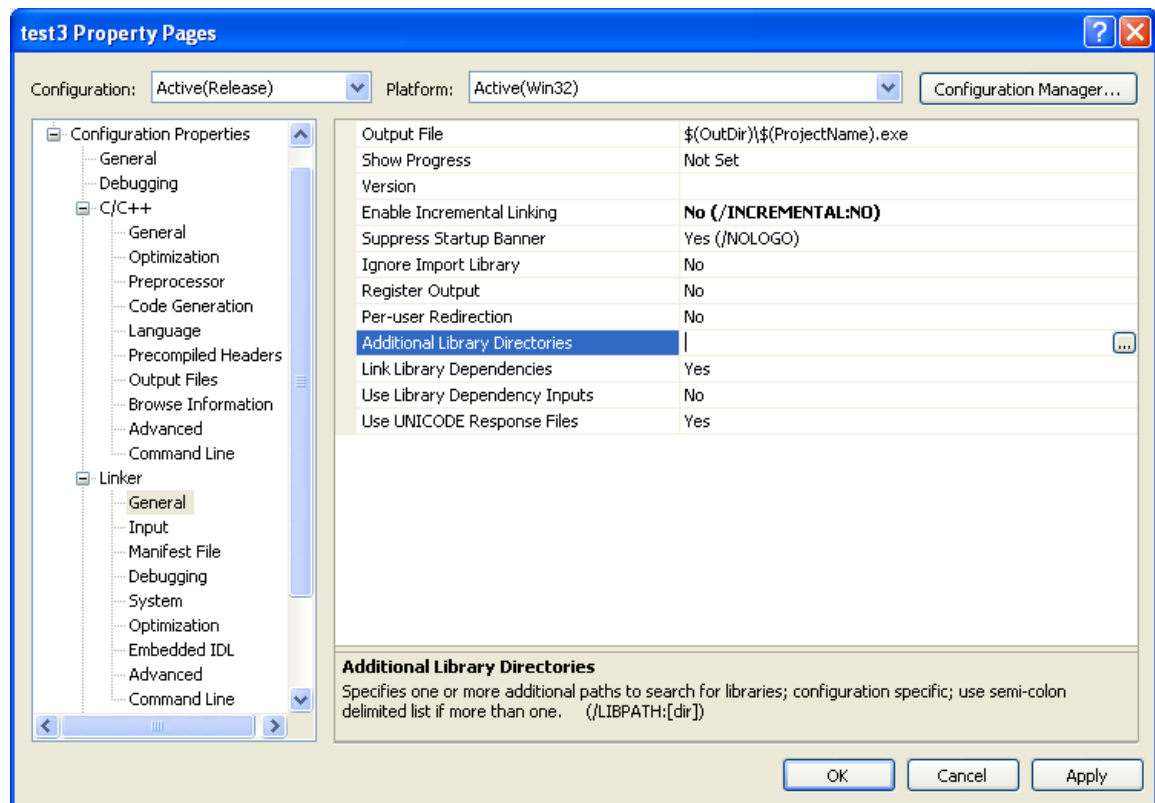 test3 Property Pages
Configuration: Active(Release) Platform: Active(Win32) Configuration Manager...
Configuration Properties
General
Debugging
C/C++
General
Optimization
Preprocessor
Code Generation
Language
Precompiled Headers
Output Files
Browse Information
Advanced
Command Line
Linker
General
Input
Manifest File
Debugging
System
Optimization
Embedded IDL
Advanced
Command Line
Output File $(OutDir)\$(ProjectName).exe
Show Progress Not Set
Version
Enable Incremental Linking No (/INCREMENTAL:NO)
Suppress Startup Banner Yes (/NOLOGO)
Ignore Import Library No
Register Output No
Per-user Redirection No
Additional Library Directories ...
Link Library Dependencies Yes
Use Library Dependency Inputs No
Use UNICODE Response Files Yes
Additional Library Directories
Specifies one or more additional paths to search for libraries; configuration specific; use semi-colon
delimited list if more than one. (/LIBPATH:[dir])
OK Cancel Apply